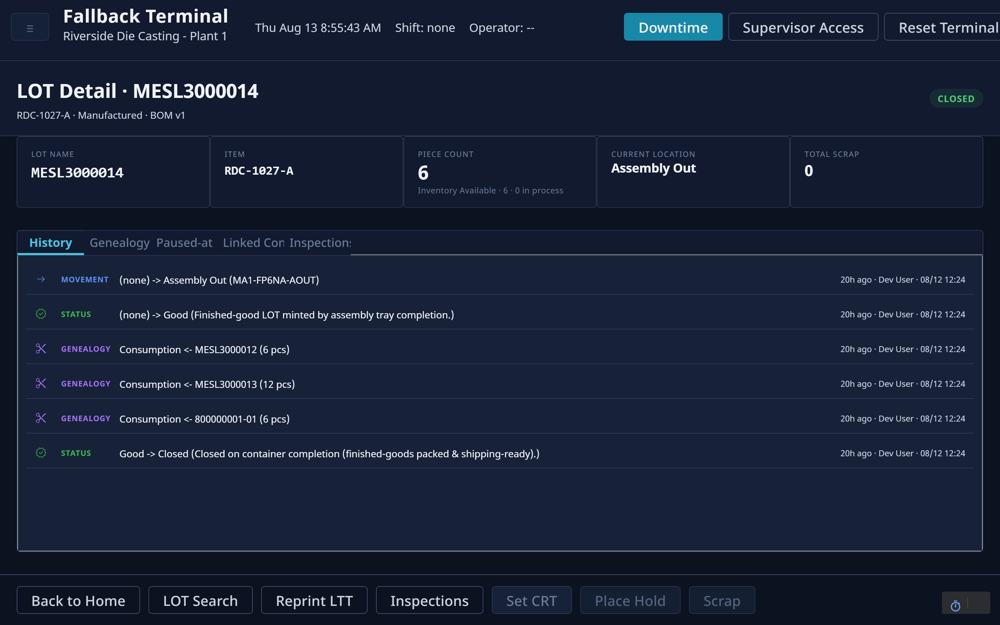 Fallback Terminal
Riverside Die Casting - Plant 1
Thu Aug 13 8:55:43 AM Shift: none Operator: --
Downtime
Supervisor Access
Reset Terminal
LOT Detail · MESL3000014
RDC-1027-A · Manufactured · BOM v1
CLOSED
LOT NAME
MESL3000014
ITEM
RDC-1027-A
PIECE COUNT
6
Inventory Available · 6 · 0 in process
CURRENT LOCATION
Assembly Out
TOTAL SCRAP
0
History Genealogy Paused-at Linked Con Inspections
MOVEMENT (none) -> Assembly Out (MA1-FP6NA-AOUT) 20h ago · Dev User · 08/12 12:24
STATUS (none) -> Good (Finished-good LOT minted by assembly tray completion.) 20h ago · Dev User · 08/12 12:24
GENEALOGY Consumption <- MESL3000012 (6 pcs) 20h ago · Dev User · 08/12 12:24
GENEALOGY Consumption <- MESL3000013 (12 pcs) 20h ago · Dev User · 08/12 12:24
GENEALOGY Consumption <- 800000001-01 (6 pcs) 20h ago · Dev User · 08/12 12:24
STATUS Good -> Closed (Closed on container completion (finished-goods packed & shipping-ready).) 20h ago · Dev User · 08/12 12:24
Back to Home
LOT Search
Reprint LTT
Inspections
Set CRT
Place Hold
Scrap